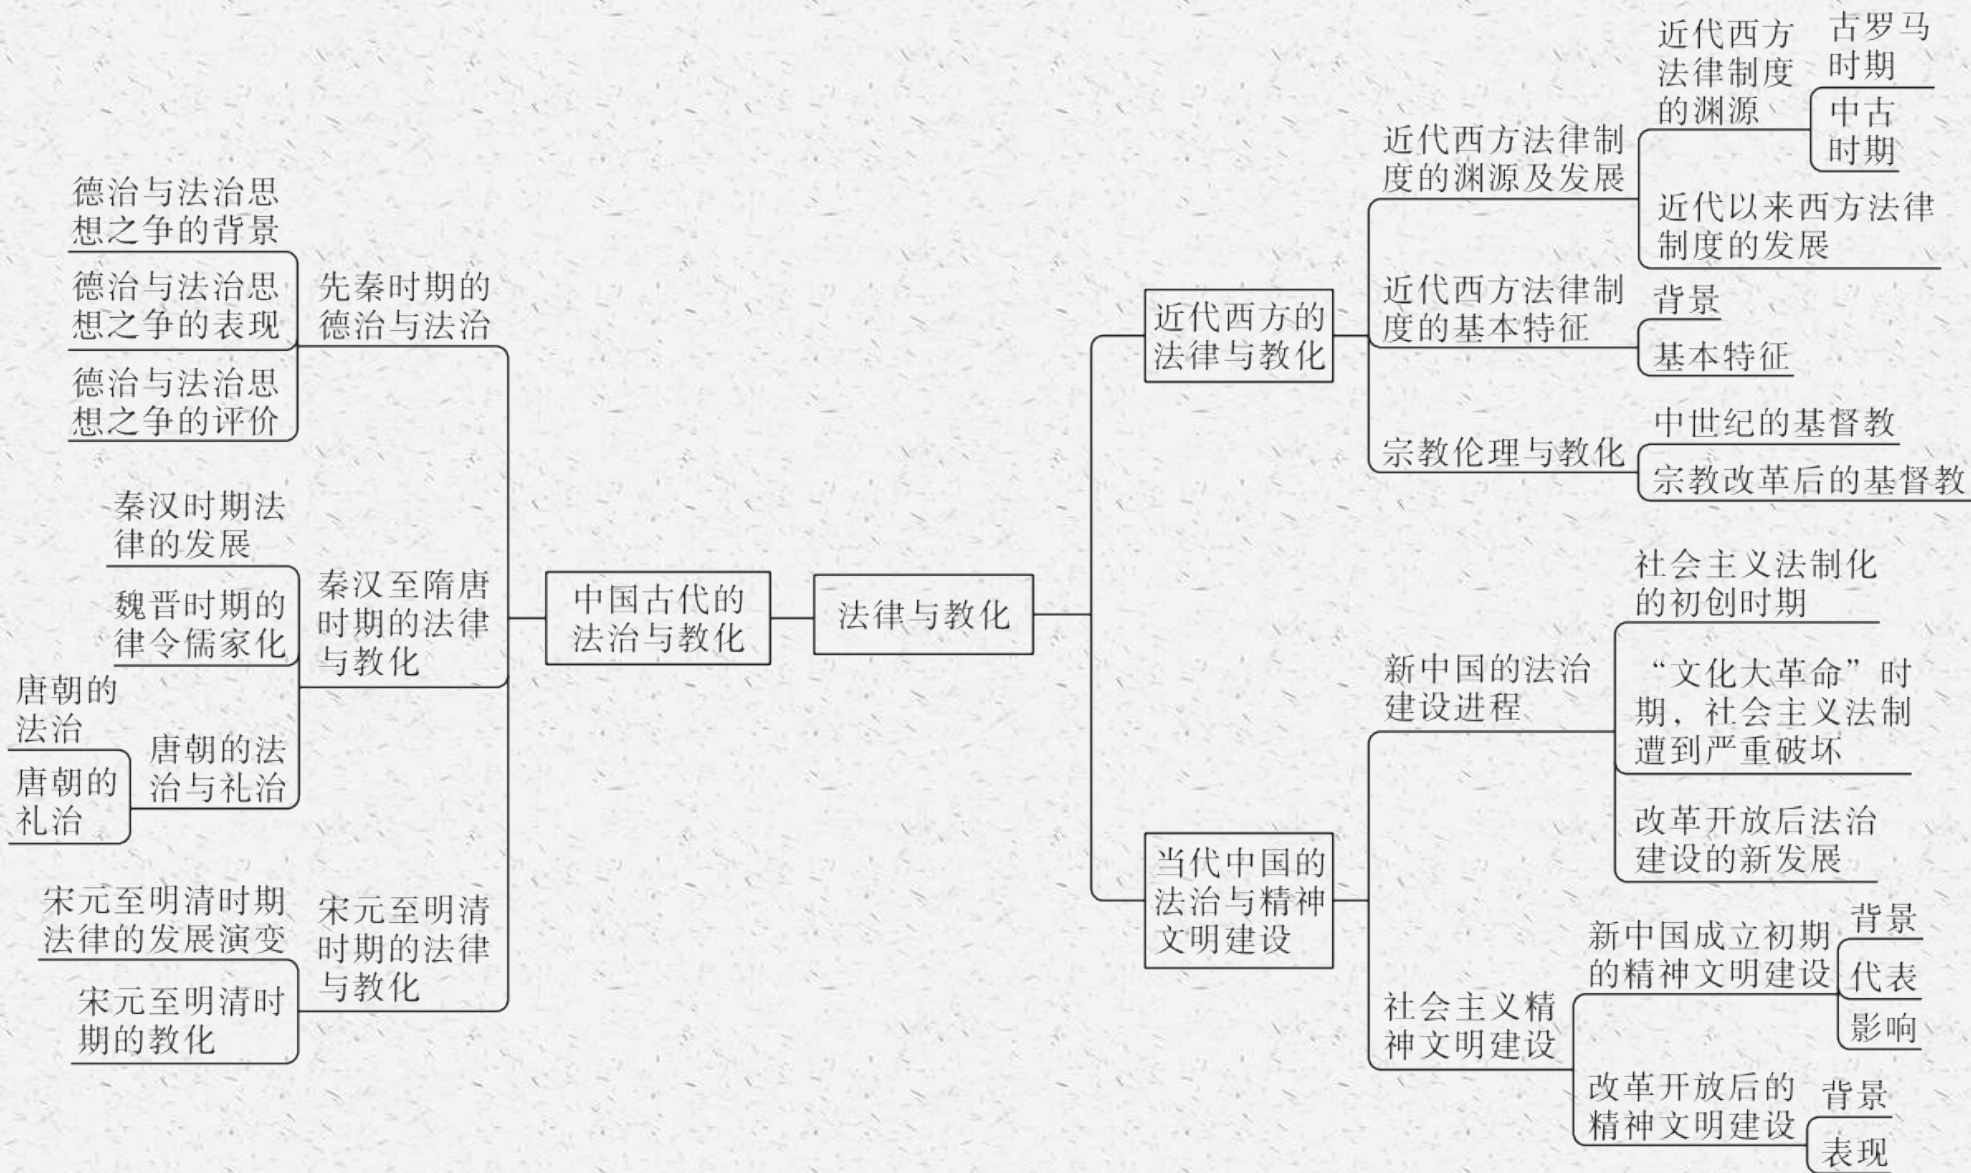 法律与教化
中国古代的
法治与教化
先秦时期的
德治与法治
德治与法治思
想之争的背景
德治与法治思
想之争的表现
德治与法治思
想之争的评价
秦汉至隋唐
时期的法律
与教化
秦汉时期法
律的发展
魏晋时期的
律令儒家化
唐朝的法
治与礼治
唐朝的
法治
唐朝的
礼治
宋元至明清
时期的法律
与教化
宋元至明清时期
法律的发展演变
宋元至明清时
期的教化
近代西方的
法律与教化
近代西方法律制
度的渊源及发展
近代西方
法律制度
的渊源
古罗马
时期
中古
时期
近代以来西方法律
制度的发展
近代西方法律制
度的基本特征
背景
基本特征
宗教伦理与教化
中世纪的基督教
宗教改革后的基督教
当代中国的
法治与精神
文明建设
新中国的法治
建设进程
社会主义法制化
的初创时期
“文化大革命”时
期，社会主义法制
遭到严重破坏
改革开放后法治
建设的新发展
社会主义精
神文明建设
新中国成立初期
的精神文明建设
背景
代表
影响
改革开放后的
精神文明建设
背景
表现